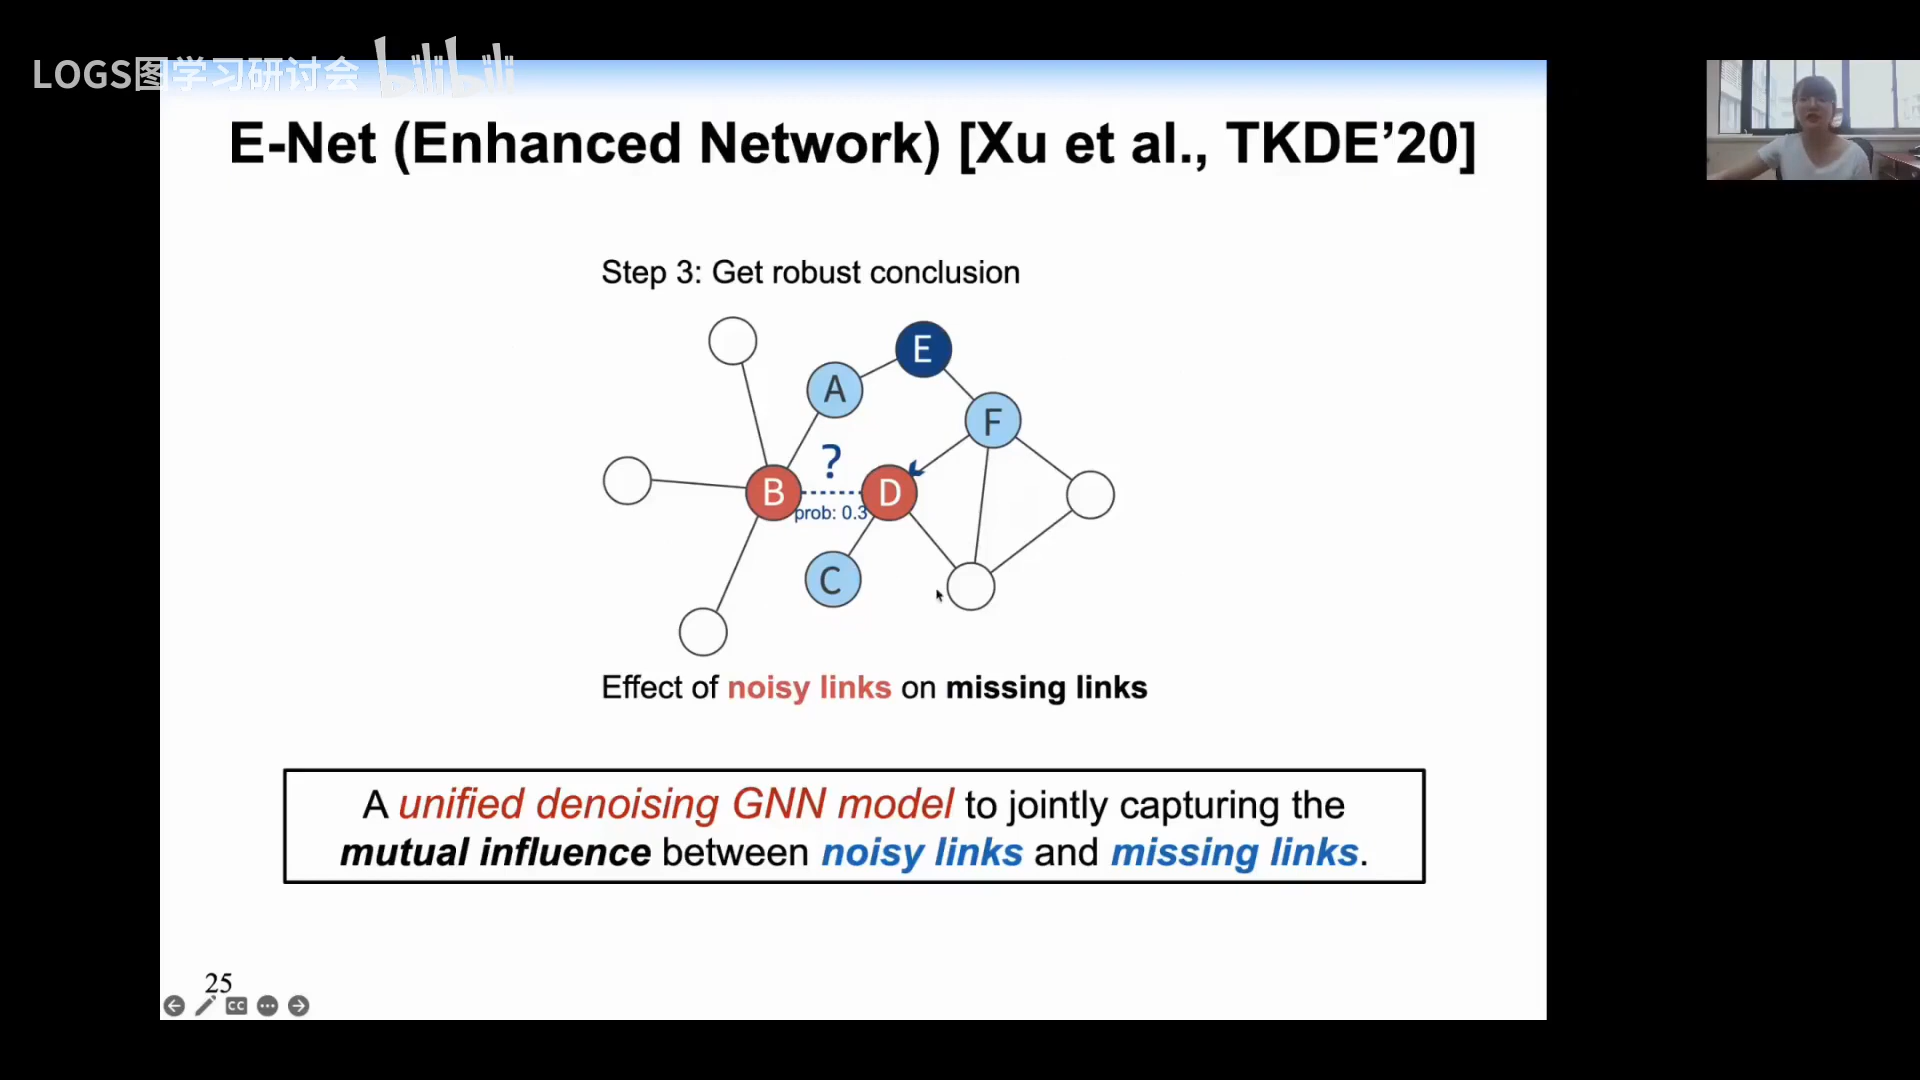 LOGS图学习研讨会 bilibili
E-Net (Enhanced Network) [Xu et al., TKDE’20]
Step 3: Get robust conclusion
E
A
F
?
B
D
prob: 0.3
C
Effect of noisy links on missing links
A unified denoising GNN model to jointly capturing the
mutual influence between noisy links and missing links.
25
CC